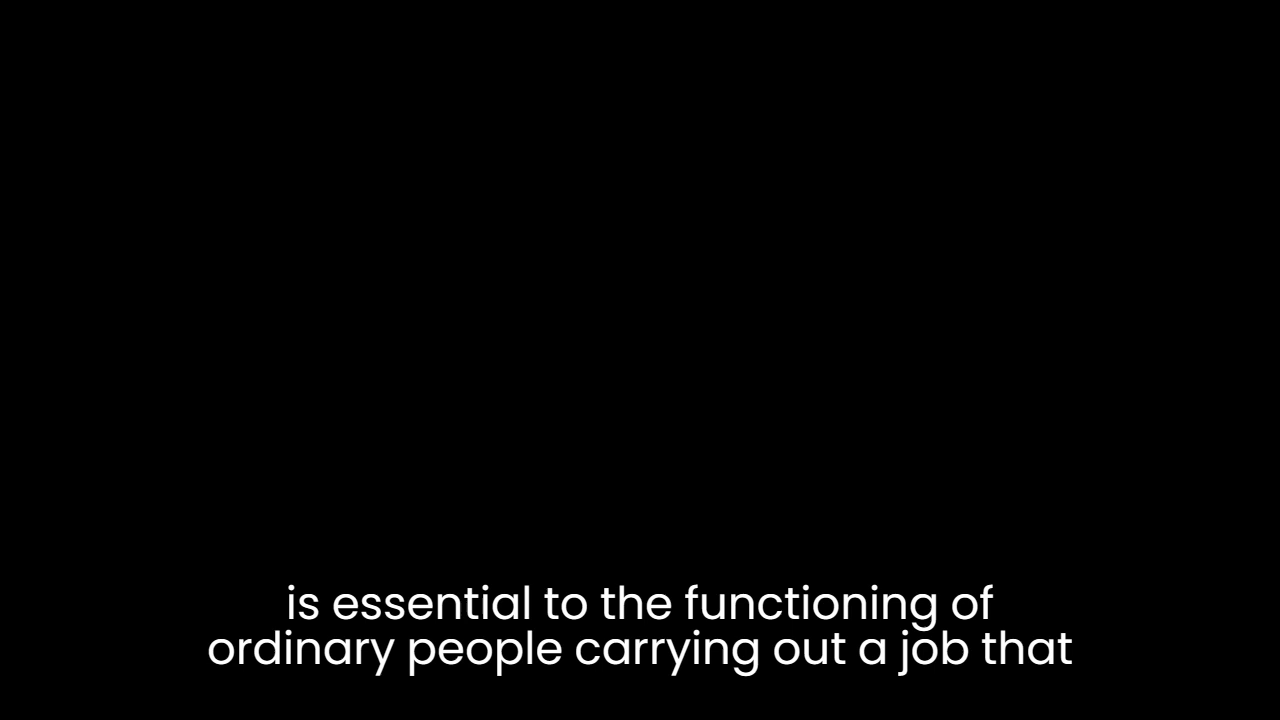 is essential to the functioning of
ordinary people carrying out a job that